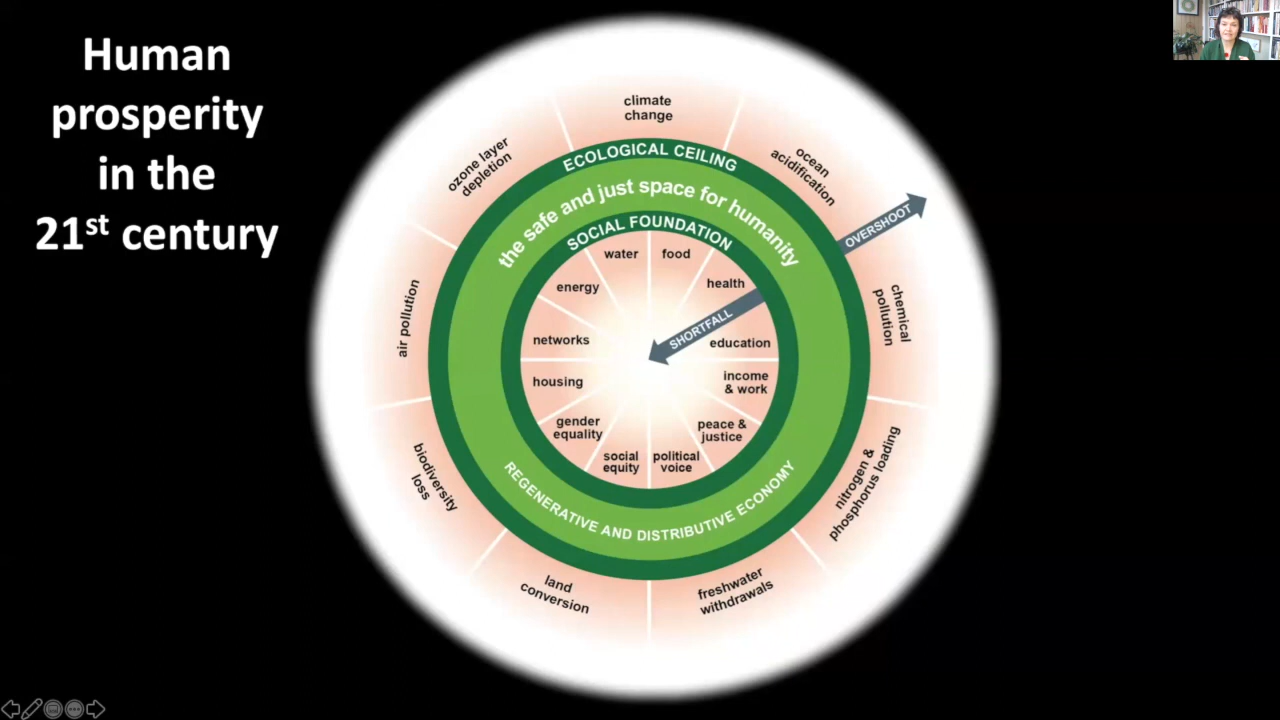 Human
prosperity
in the
21st century
climate
change
ocean
acidification
chemical
pollution
nitrogen &
phosphorus loading
freshwater
withdrawals
land
conversion
biodiversity
loss
air pollution
ozone layer
depletion
OVERSHOOT
ECOLOGICAL CEILING
the safe and just space for humanity
SOCIAL FOUNDATION
water
food
health
SHORTFALL
education
income
& work
peace &
justice
political
voice
social
equity
gender
equality
housing
networks
energy
REGENERATIVE AND DISTRIBUTIVE ECONOMY